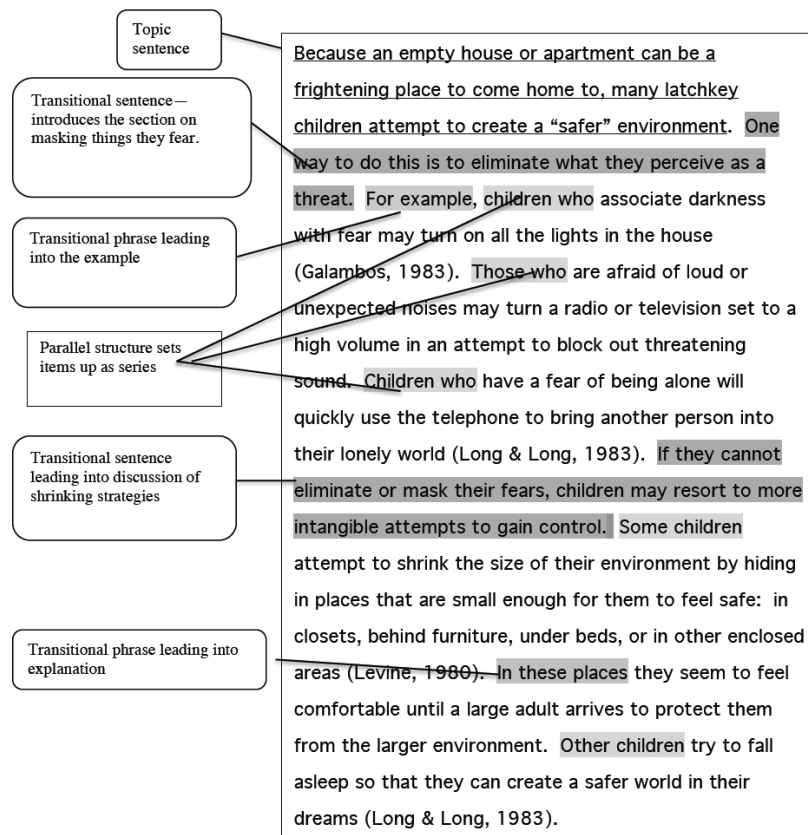 Topic
sentence
Transitional sentence—
introduces the section on
masking things they fear.
Transitional phrase leading
into the example
Parallel structure sets
items up as series
Transitional sentence
leading into discussion of
shrinking strategies
Transitional phrase leading into
explanation
Because an empty house or apartment can be a
frightening place to come home to, many latchkey
children attempt to create a “safer” environment. One
way to do this is to eliminate what they perceive as a
threat. For example, children who associate darkness
with fear may turn on all the lights in the house
(Galambos, 1983). Those who are afraid of loud or
unexpected noises may turn a radio or television set to a
high volume in an attempt to block out threatening
sound. Children who have a fear of being alone will
quickly use the telephone to bring another person into
their lonely world (Long & Long, 1983). If they cannot
eliminate or mask their fears, children may resort to more
intangible attempts to gain control. Some children
attempt to shrink the size of their environment by hiding
in places that are small enough for them to feel safe: in
closets, behind furniture, under beds, or in other enclosed
areas (Levine, 1980). In these places they seem to feel
comfortable until a large adult arrives to protect them
from the larger environment. Other children try to fall
asleep so that they can create a safer world in their
dreams (Long & Long, 1983).